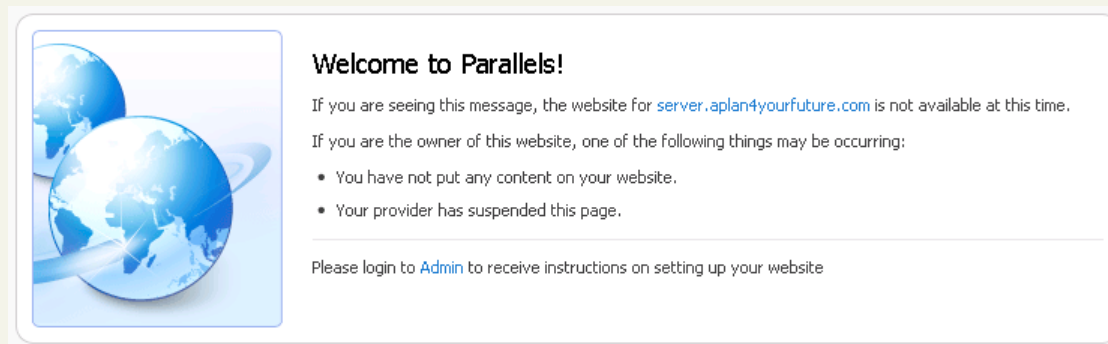 Welcome to Parallels!
If you are seeing this message, the website for server.aplan4yourfuture.com is not available at this time.
If you are the owner of this website, one of the following things may be occurring:
• You have not put any content on your website.
• Your provider has suspended this page.
Please login to Admin to receive instructions on setting up your website